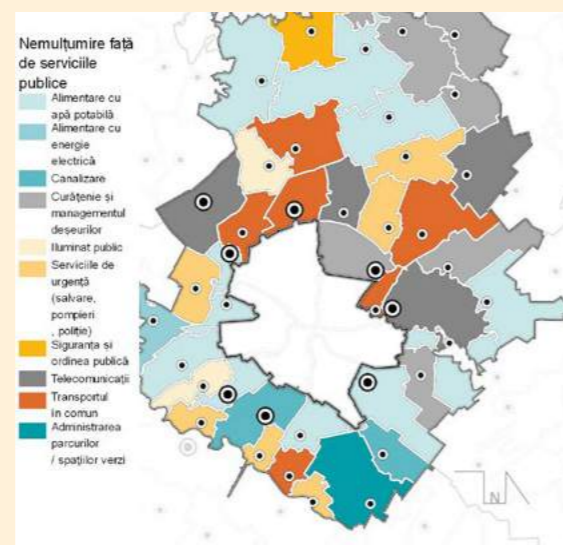 Nemulțumire față
de serviciile
publice
Alimentare cu
apă potabilă
Alimentare cu
energie
electrică
Canalizare
Curățenie și
managementul
deșeurilor
Iluminat public
Serviciile de
urgență
(salvare,
pompieri
, poliție)
Siguranța și
ordinea publică
Telecomunicații
Transportul
in comun
Administrarea
parcurilor
/ spațiilor verzi
N